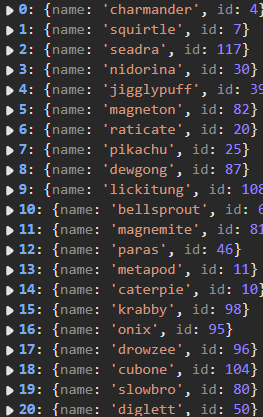 0: {name: 'charmander', id: 4}
1: {name: 'squirtle', id: 7}
2: {name: 'seadra', id: 117}
3: {name: 'nidorina', id: 30}
4: {name: 'jigglypuff', id: 39
5: {name: 'magneton', id: 82}
6: {name: 'raticate', id: 20}
7: {name: 'pikachu', id: 25}
8: {name: 'dewgong', id: 87}
9: {name: 'lickitung', id: 108
10: {name: 'bellsprout', id: 6
11: {name: 'magnemite', id: 81
12: {name: 'paras', id: 46}
13: {name: 'metapod', id: 11}
14: {name: 'caterpie', id: 10}
15: {name: 'krabby', id: 98}
16: {name: 'onix', id: 95}
17: {name: 'drowzee', id: 96}
18: {name: 'cubone', id: 104}
19: {name: 'slowbro', id: 80}
20: {name: 'diglett', id: 50}